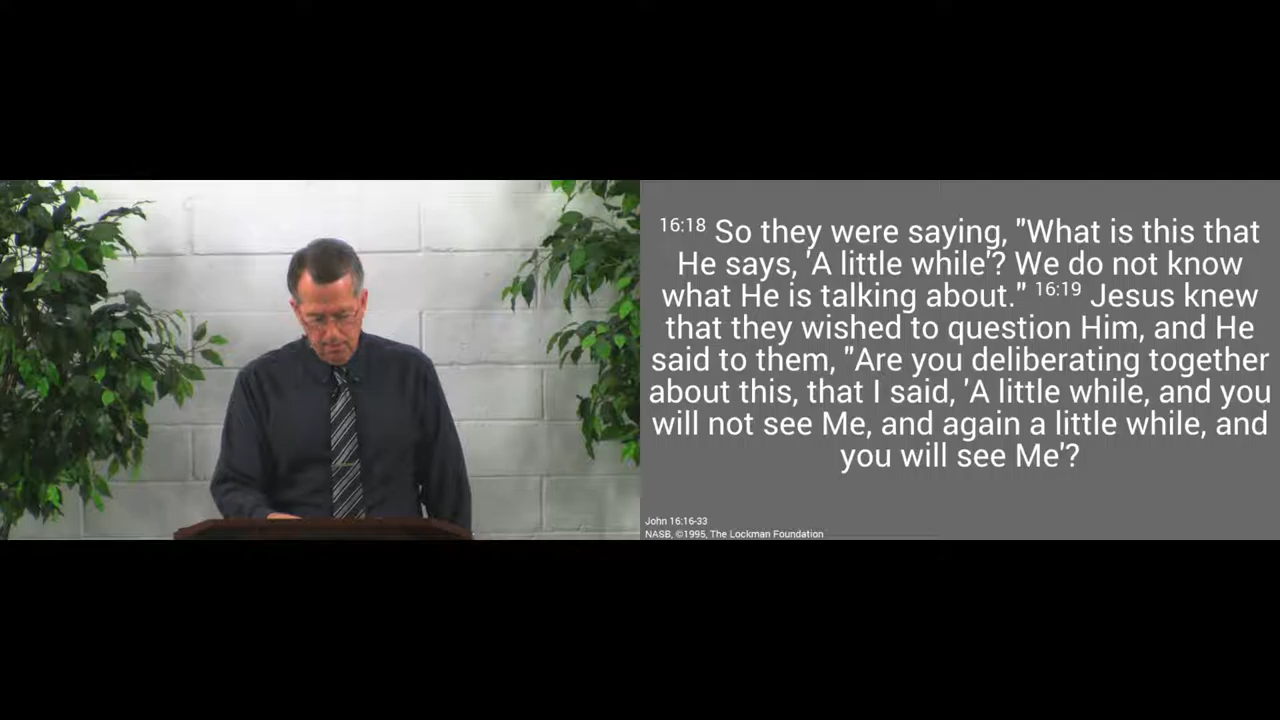 16:18 So they were saying, "What is this that
He says, 'A little while'? We do not know
what He is talking about." 16:19 Jesus knew
that they wished to question Him, and He
said to them, "Are you deliberating together
about this, that I said, 'A little while, and you
will not see Me, and again a little while, and
you will see Me'?
John 16:16-33
NASB, ©1995, The Lockman Foundation